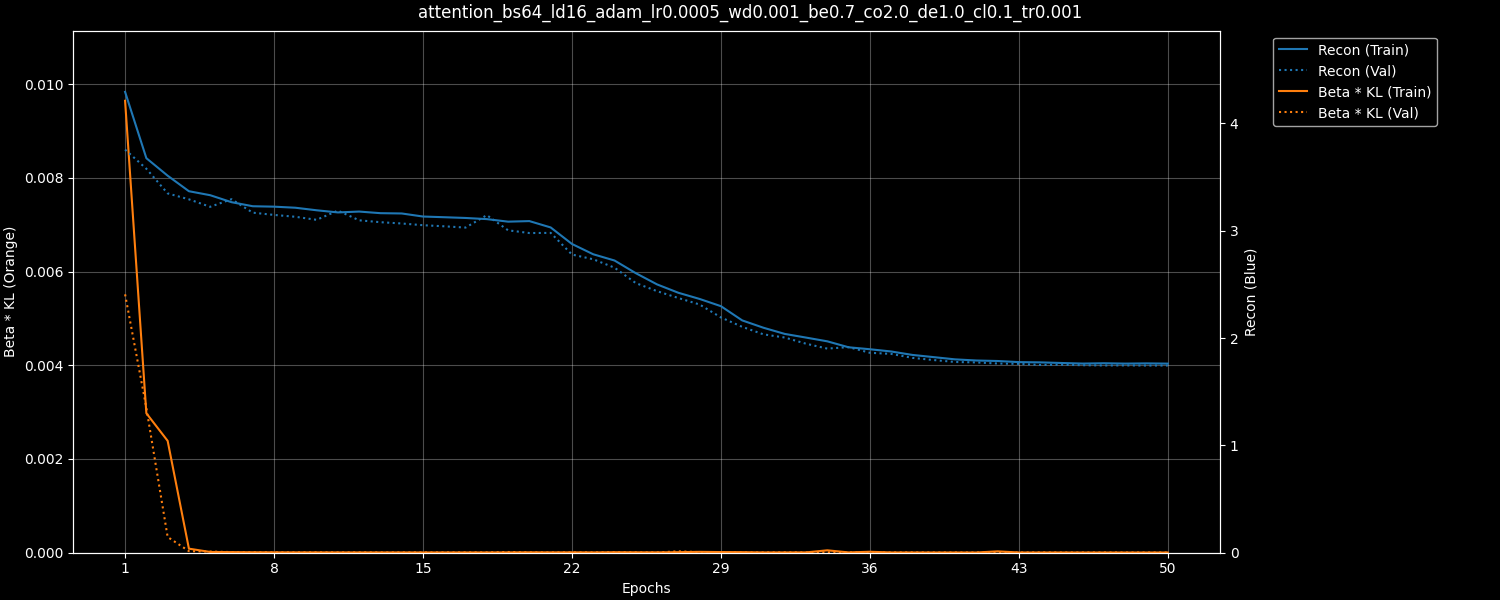 attention_bs64_ld16_adam_lr0.0005_wd0.001_be0.7_co2.0_de1.0_cl0.1_tr0.001
Beta * KL (Orange)
0.010
0.008
0.006
0.004
0.002
0.000
1
8
15
22
29
36
43
50
Epochs
4
3
2
1
0
Recon (Blue)
Recon (Train)
Recon (Val)
Beta * KL (Train)
Beta * KL (Val)